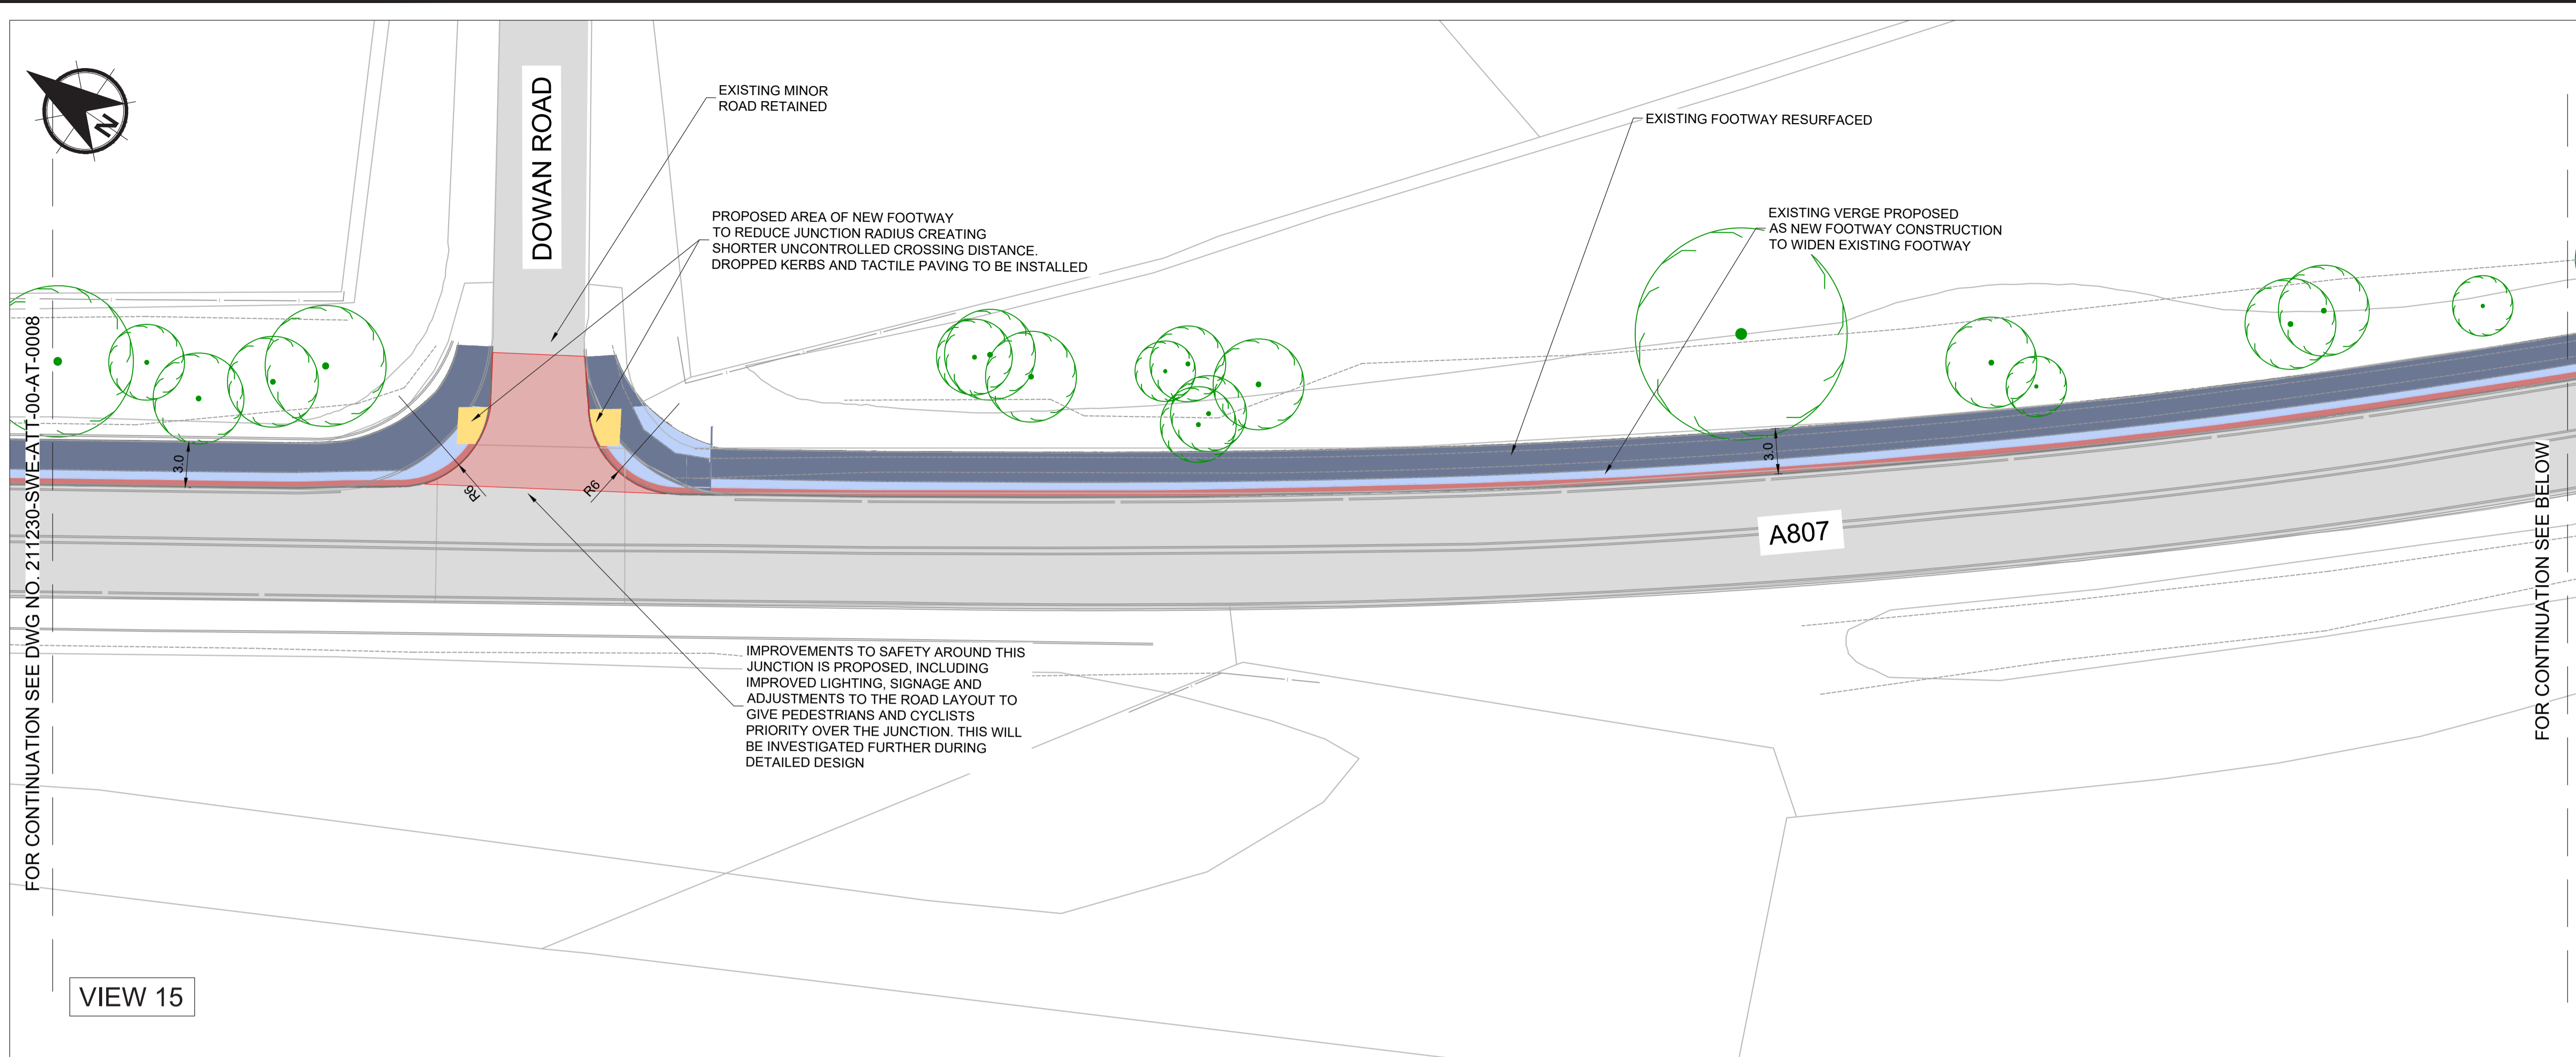 N
DOWAN ROAD
EXISTING MINOR
ROAD RETAINED
EXISTING FOOTWAY RESURFACED
PROPOSED AREA OF NEW FOOTWAY
TO REDUCE JUNCTION RADIUS CREATING
SHORTER UNCONTROLLED CROSSING DISTANCE.
DROPPED KERBS AND TACTILE PAVING TO BE INSTALLED
EXISTING VERGE PROPOSED
AS NEW FOOTWAY CONSTRUCTION
TO WIDEN EXISTING FOOTWAY
FOR CONTINUATION SEE DWG NO. 211230-SWE-ATT-00-AT-0008
3.0
R6
R6
3.0
A807
FOR CONTINUATION SEE BELOW
IMPROVEMENTS TO SAFETY AROUND THIS
JUNCTION IS PROPOSED, INCLUDING
IMPROVED LIGHTING, SIGNAGE AND
ADJUSTMENTS TO THE ROAD LAYOUT TO
GIVE PEDESTRIANS AND CYCLISTS
PRIORITY OVER THE JUNCTION. THIS WILL
BE INVESTIGATED FURTHER DURING
DETAILED DESIGN
VIEW 15